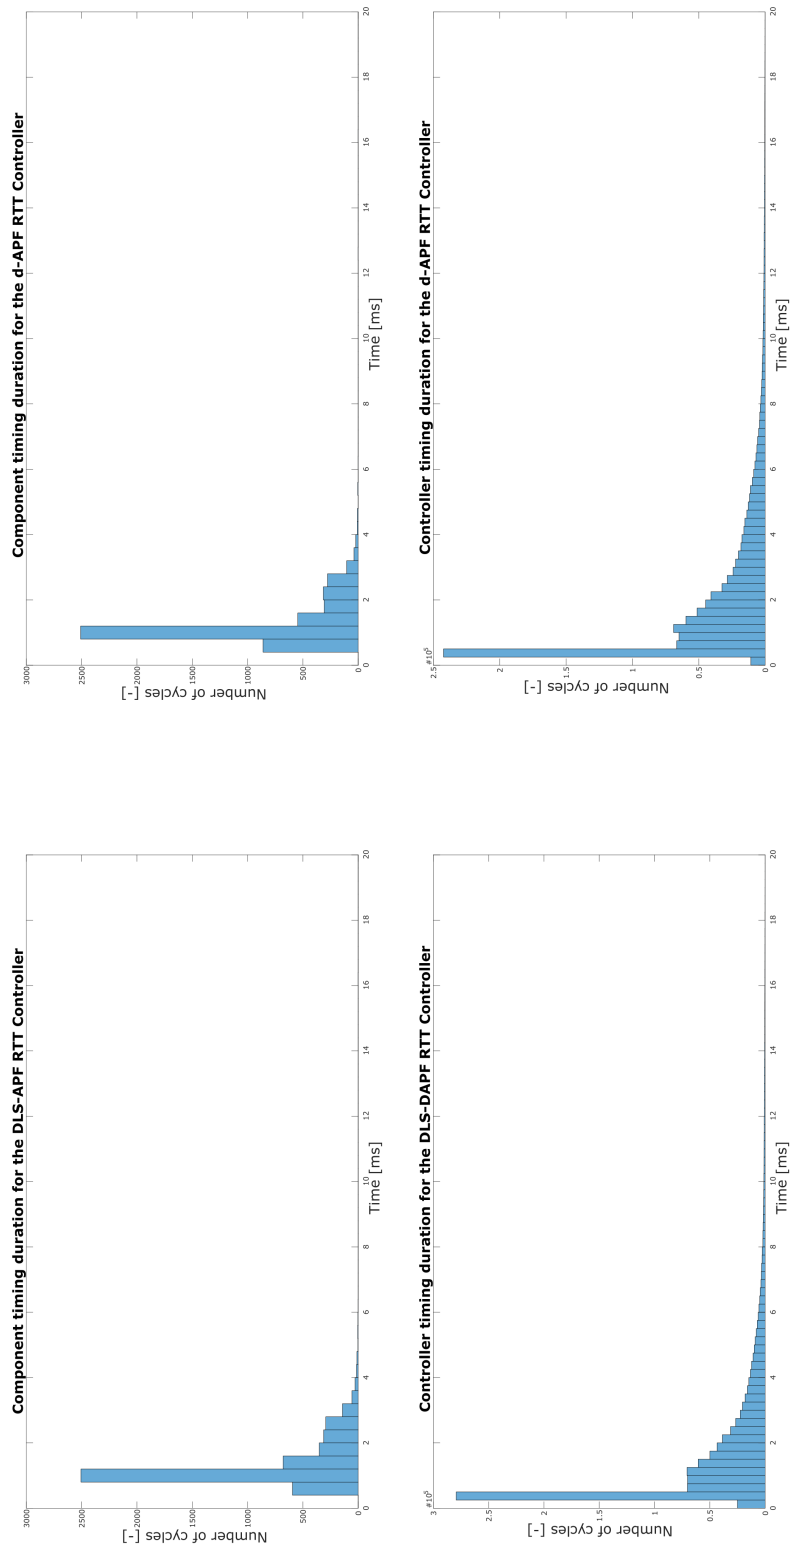 Component timing duration for the DLS-APF RTT Controller
3000
2500
2000
1500
1000
500
0
Number of cycles [-]
0 2 4 6 8 10 12 14 16 18 20
Time [ms]
Component timing duration for the d-APF RTT Controller
3000
2500
2000
1500
1000
500
0
Number of cycles [-]
0 2 4 6 8 10 12 14 16 18 20
Time [ms]
Controller timing duration for the DLS-DAPF RTT Controller
#10⁵
3
2.5
2
1.5
1
0.5
0
Number of cycles [-]
0 2 4 6 8 10 12 14 16 18 20
Time [ms]
Controller timing duration for the d-APF RTT Controller
#10⁵
2.5
2
1.5
1
0.5
0
Number of cycles [-]
0 2 4 6 8 10 12 14 16 18 20
Time [ms]